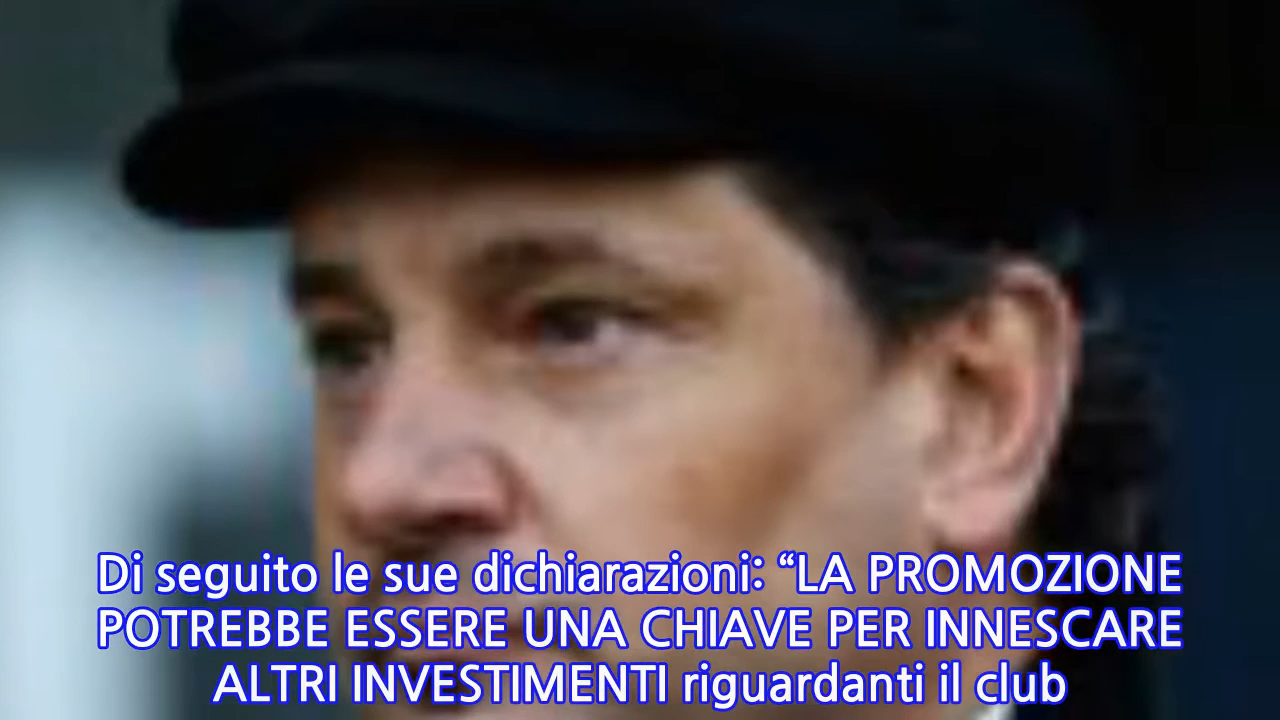 Di seguito le sue dichiarazioni: “LA PROMOZIONE
POTREBBE ESSERE UNA CHIAVE PER INNESCARE
ALTRI INVESTIMENTI riguardanti il club